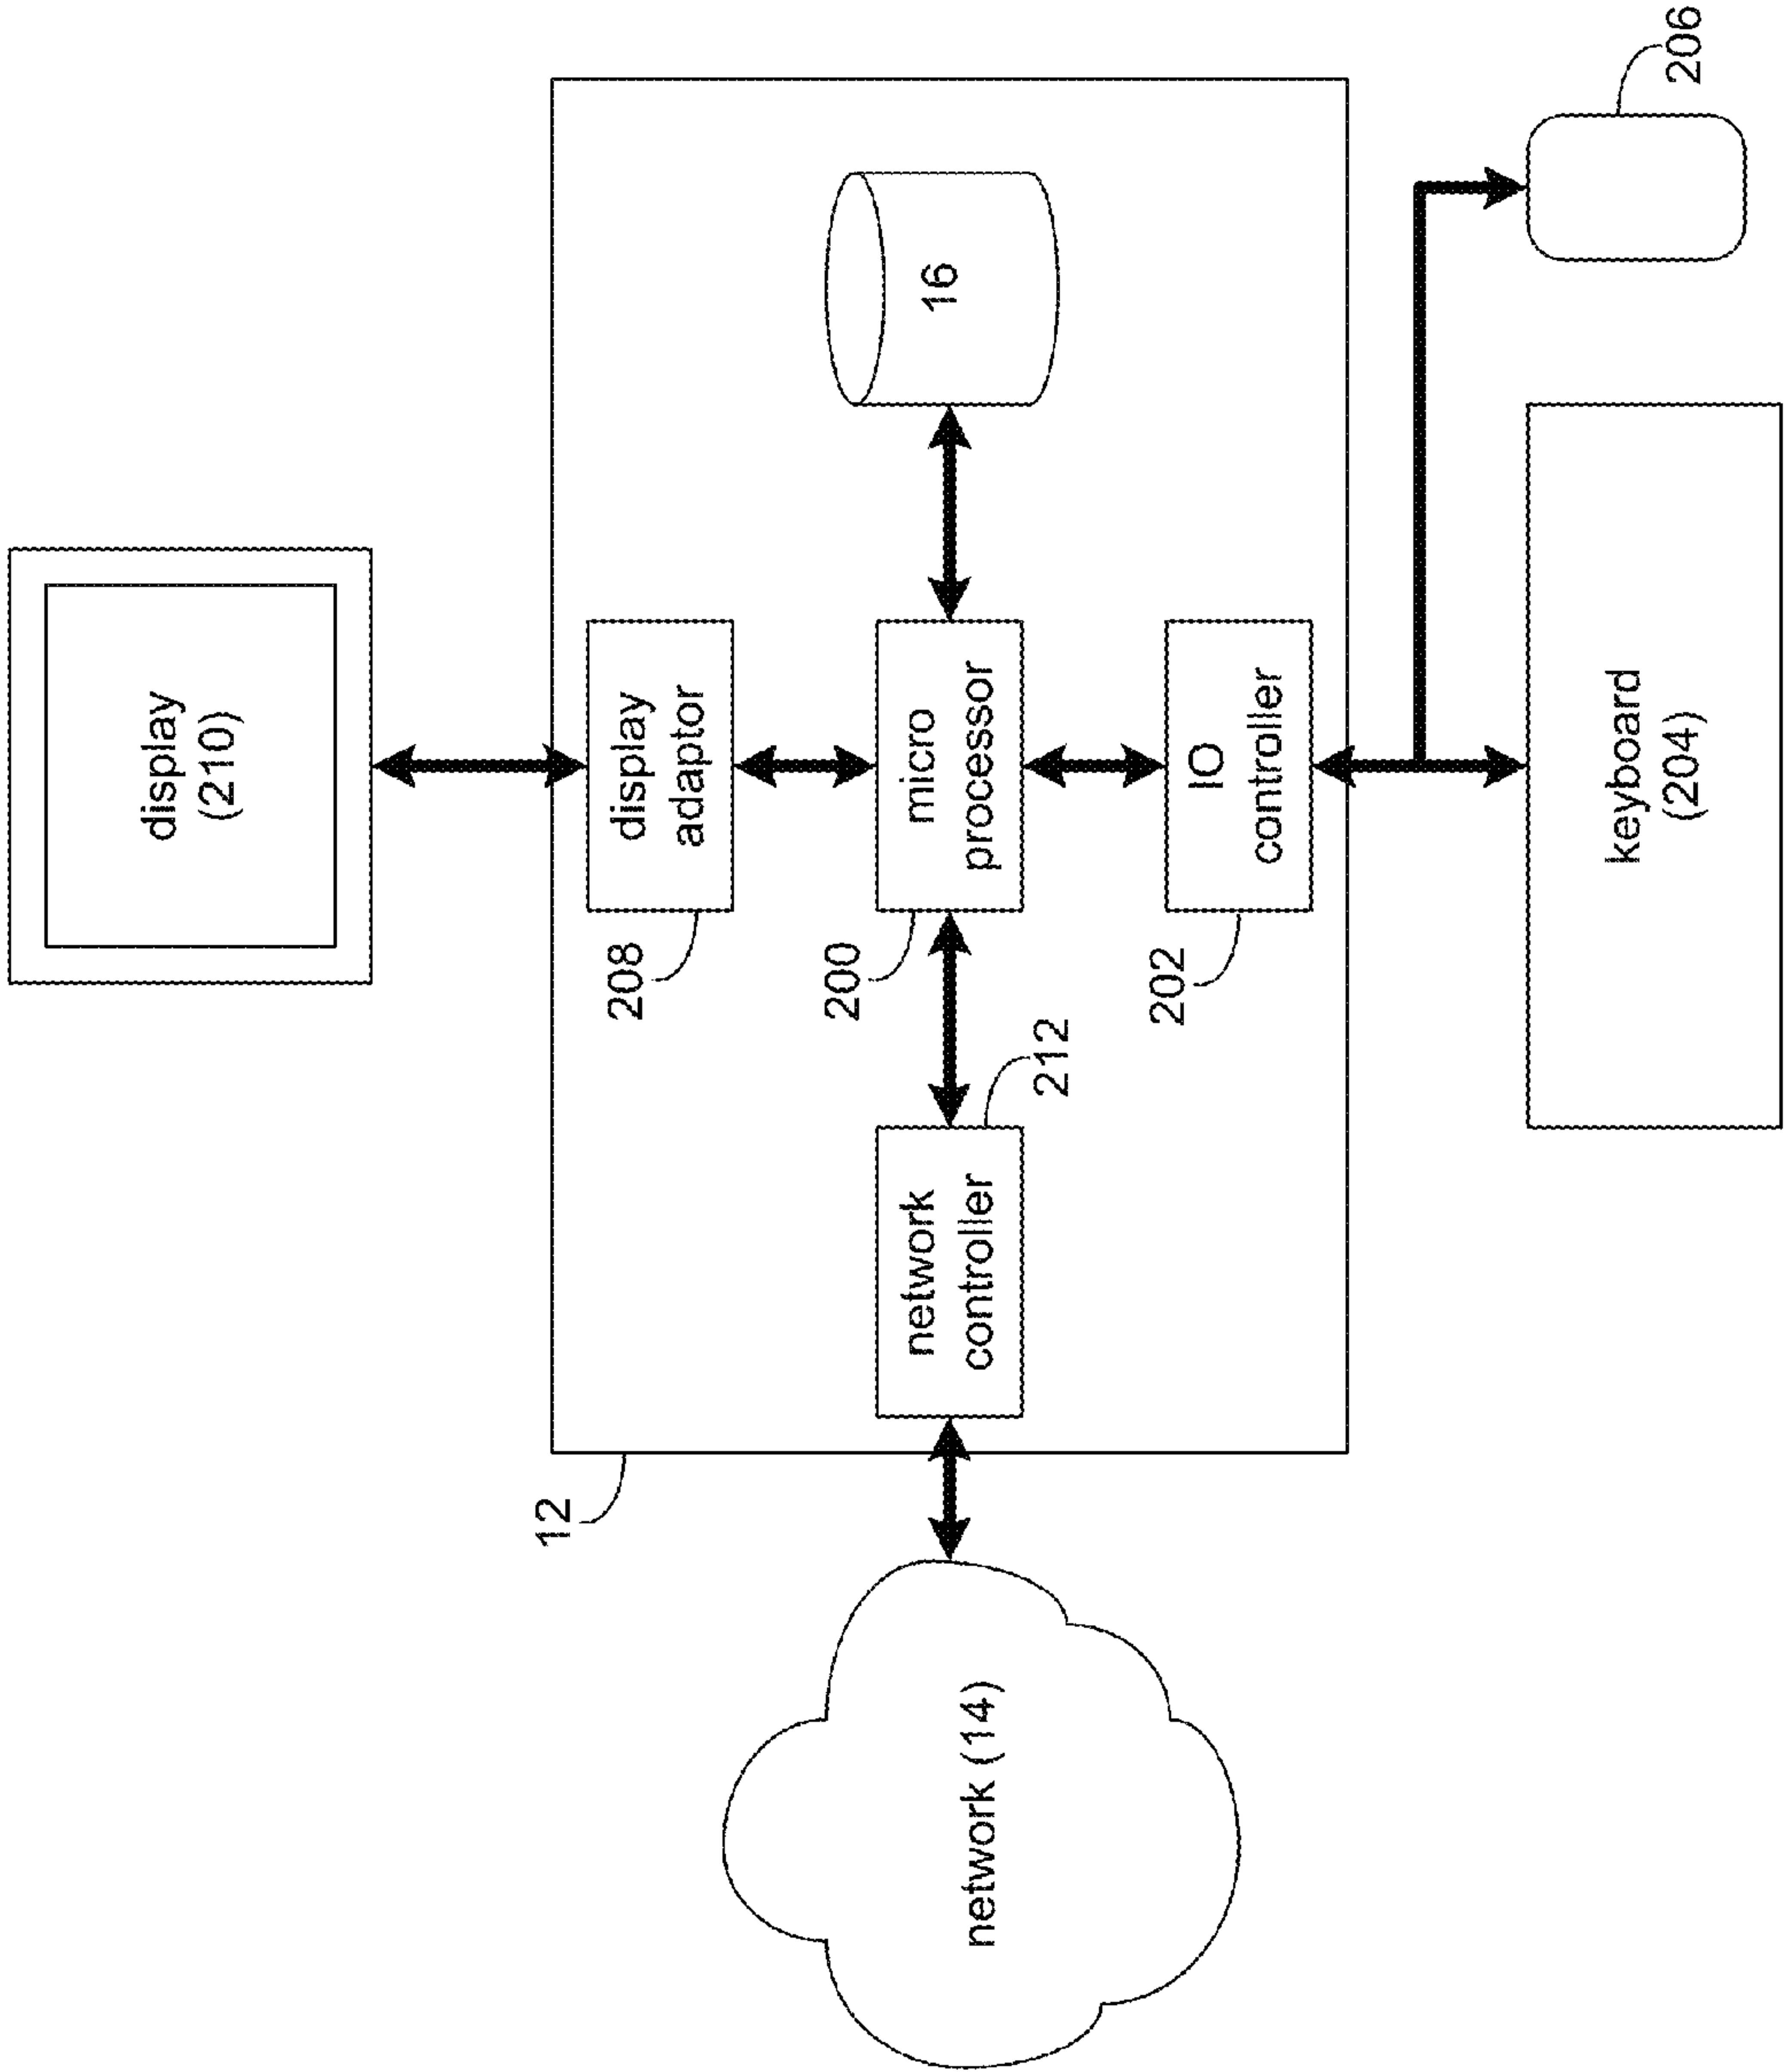 display
(210)
display
adaptor
208
micro
processor
200
16
IO
controller
202
network
controller
212
12
network (14)
keyboard
(204)
206